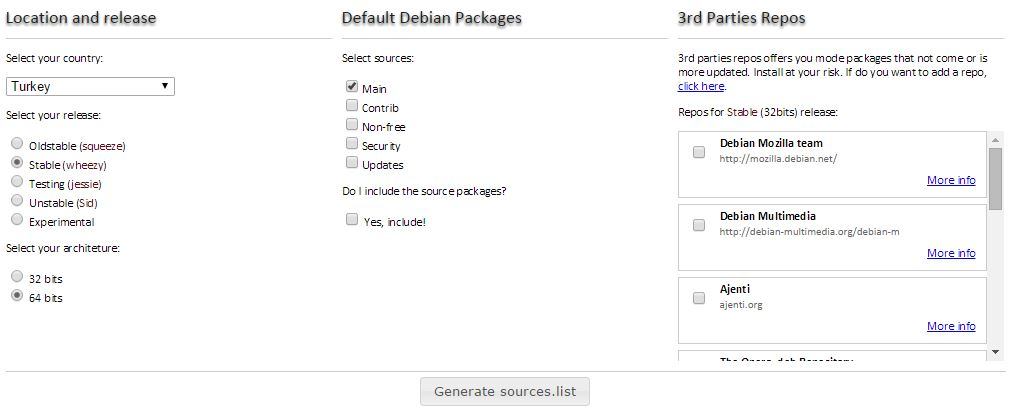 Location and release
Select your country:
Turkey
Select your release:
Oldstable (squeeze)
Stable (wheezy)
Testing (jessie)
Unstable (Sid)
Experimental
Select your architeture:
32 bits
64 bits
Default Debian Packages
Select sources:
Main
Contrib
Non-free
Security
Updates
Do I include the source packages?
Yes, include!
3rd Parties Repos
3rd parties repos offers you mode packages that not come or is
more updated. Install at your risk. If do you want to add a repo,
click here.
Repos for Stable (32bits) release:
Debian Mozilla team
http://mozilla.debian.net/
More info
Debian Multimedia
http://debian-multimedia.org/debian-m
More info
Ajenti
ajenti.org
More info
The Opera .deb Repository
Generate sources.list